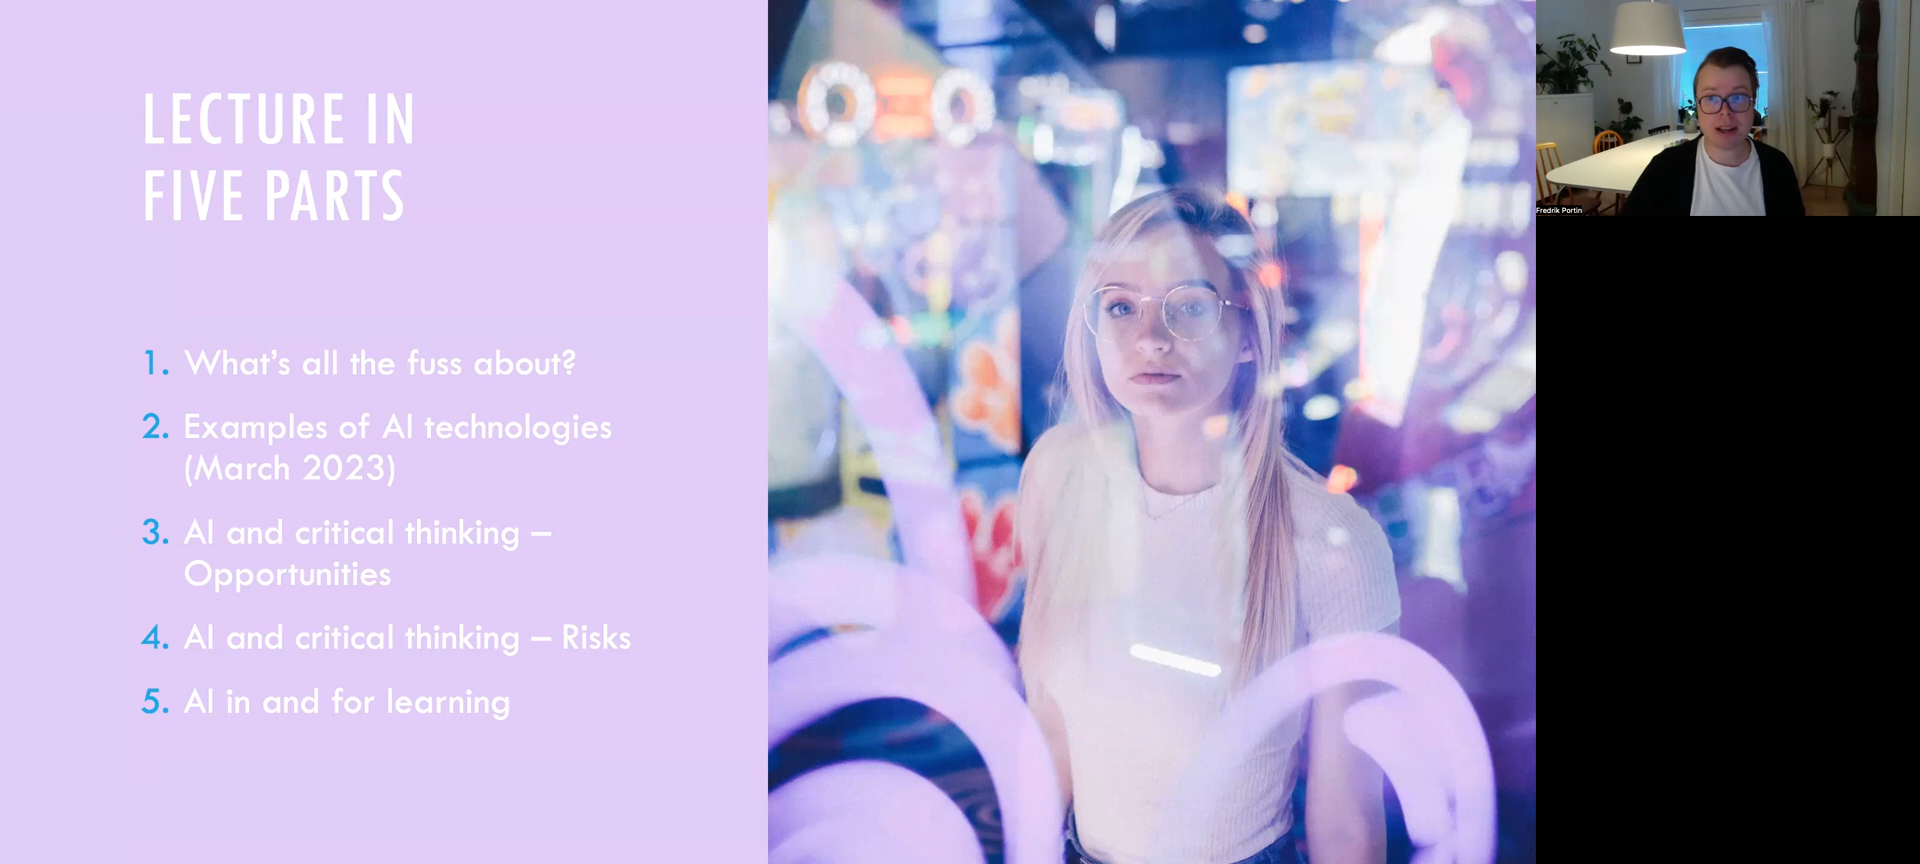 LECTURE IN
FIVE PARTS
1. What's all the fuss about?
2. Examples of AI technologies
(March 2023)
3. AI and critical thinking –
Opportunities
4. AI and critical thinking – Risks
5. AI in and for learning
Fredrik Portin